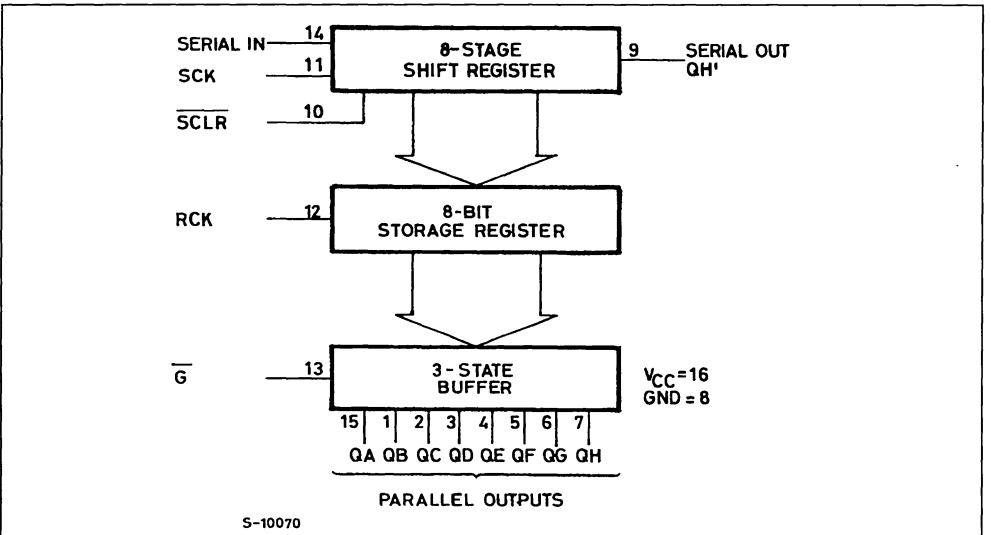 SERIAL IN 14
8-STAGE
SHIFT REGISTER
9 SERIAL OUT
QH'
SCK 11
SCLR 10
RCK 12
8-BIT
STORAGE REGISTER
G 13
3-STATE
BUFFER
VCC=16
GND=8
15 1 2 3 4 5 6 7
QA QB QC QD QE QF QG QH
PARALLEL OUTPUTS
S-10070